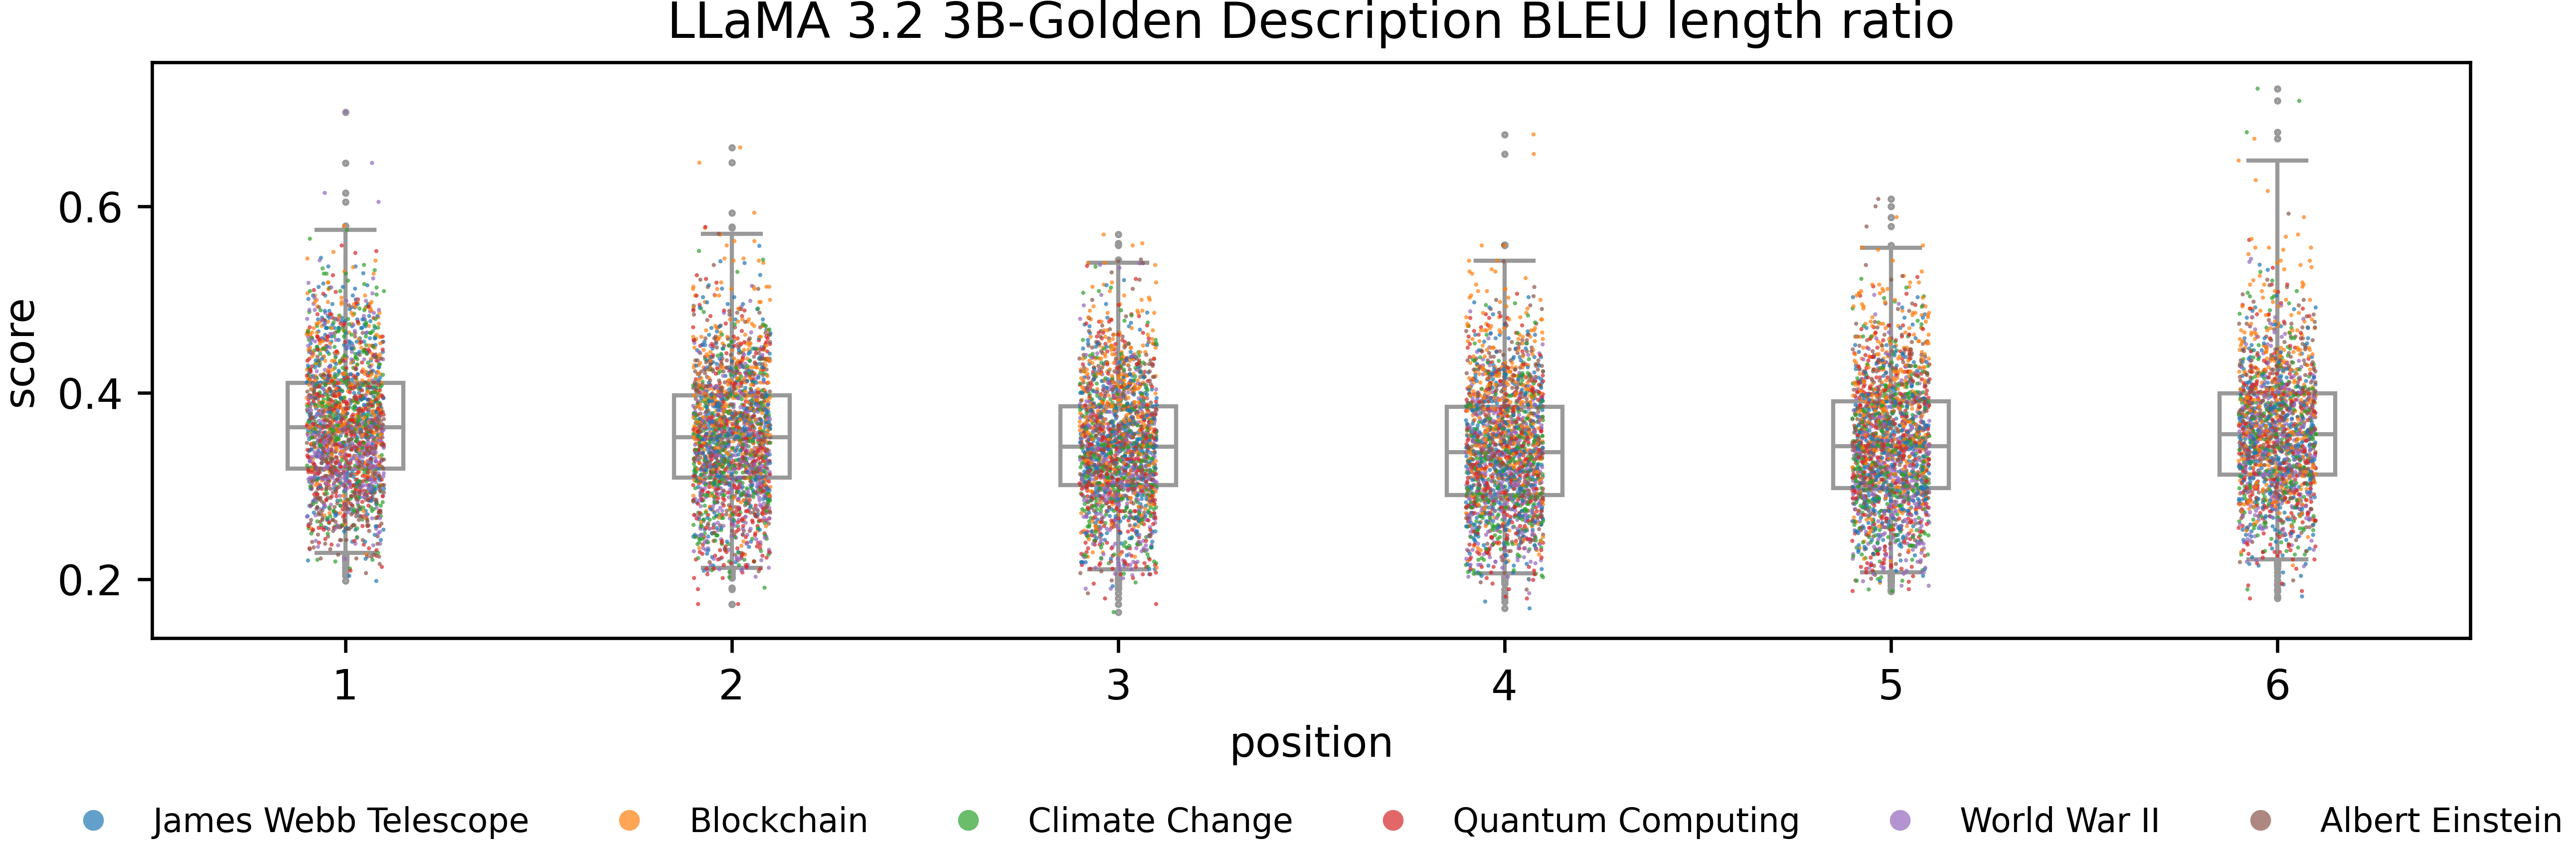 LLaMA 3.2 3B-Golden Description BLEU length ratio
score
0.6
0.4
0.2
1 2 3 4 5 6
position
James Webb Telescope Blockchain Climate Change Quantum Computing World War II Albert Einstein